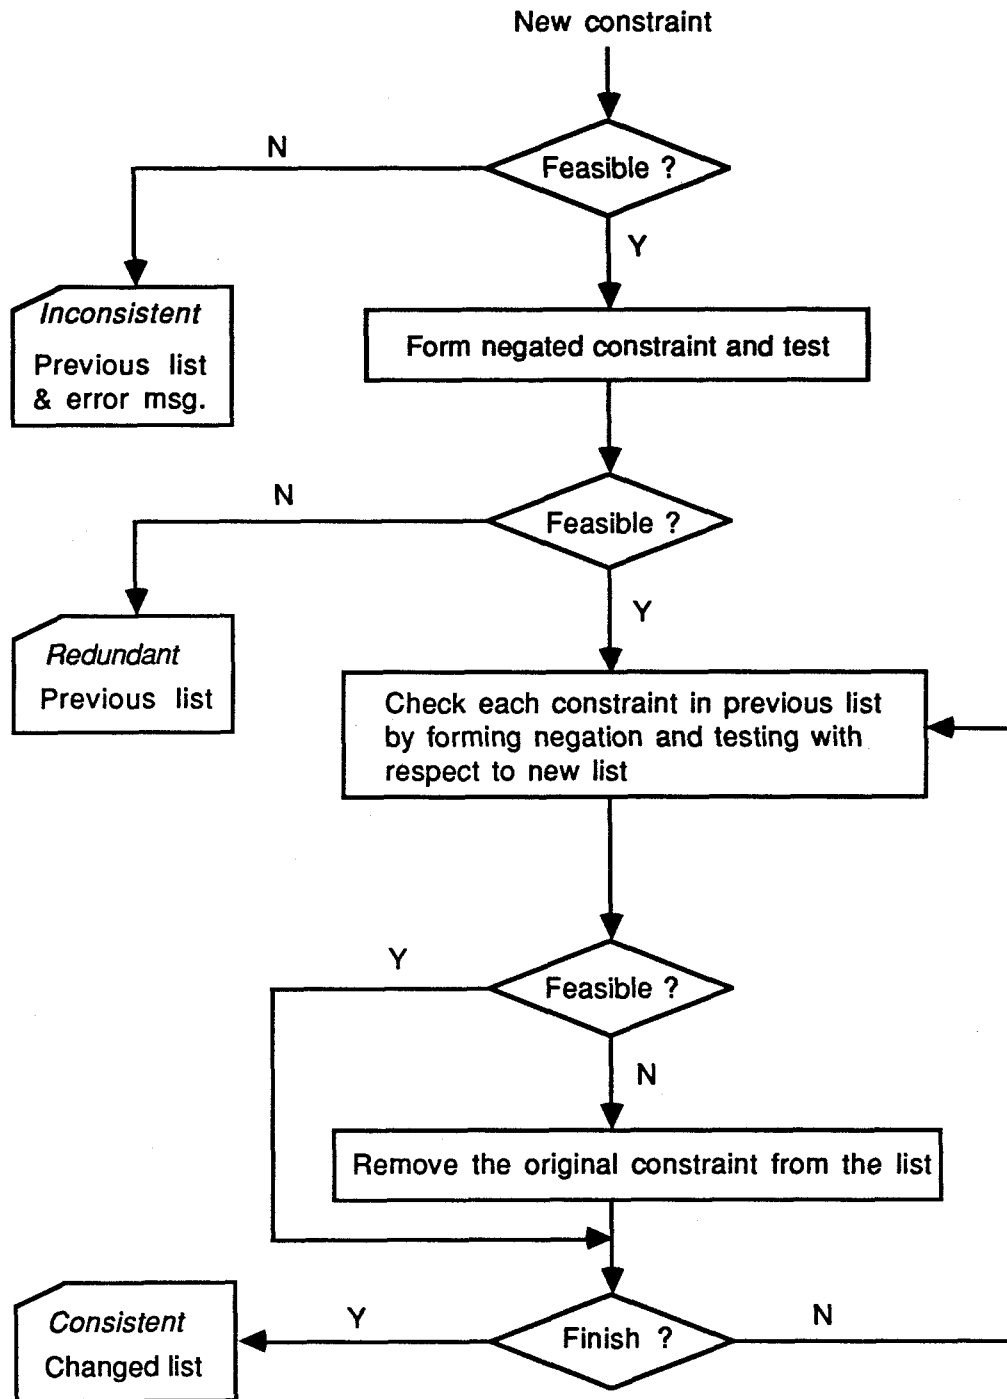 New constraint
N
Feasible ?
Y
Inconsistent
Previous list
& error msg.
Form negated constraint and test
N
Feasible ?
Y
Redundant
Previous list
Check each constraint in previous list
by forming negation and testing with
respect to new list
Y
Feasible ?
N
Remove the original constraint from the list
Consistent
Changed list
Y
Finish ?
N